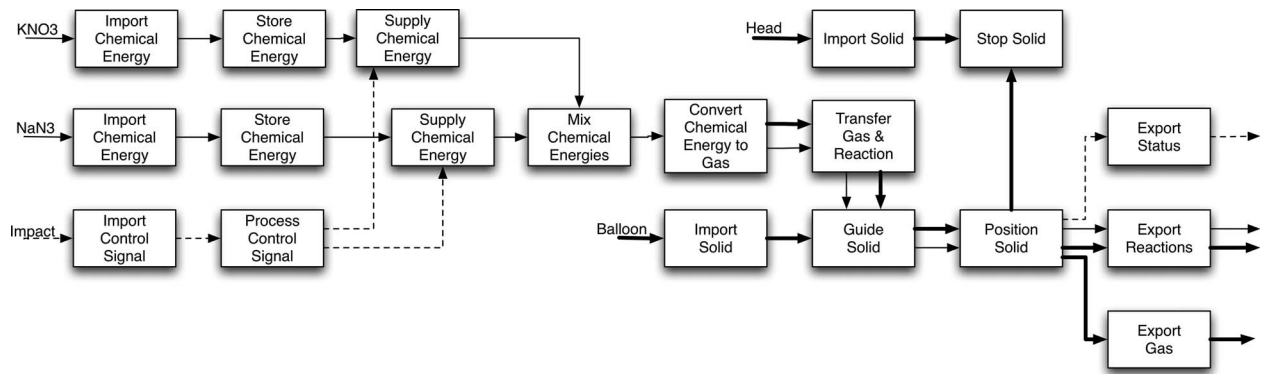 KNO3
Import
Chemical
Energy
Store
Chemical
Energy
Supply
Chemical
Energy
Head
Import Solid
Stop Solid
NaN3
Import
Chemical
Energy
Store
Chemical
Energy
Supply
Chemical
Energy
Mix
Chemical
Energies
Convert
Chemical
Energy to
Gas
Transfer
Gas &
Reaction
Export
Status
Impact
Import
Control
Signal
Process
Control
Signal
Balloon
Import
Solid
Guide
Solid
Position
Solid
Export
Reactions
Export
Gas